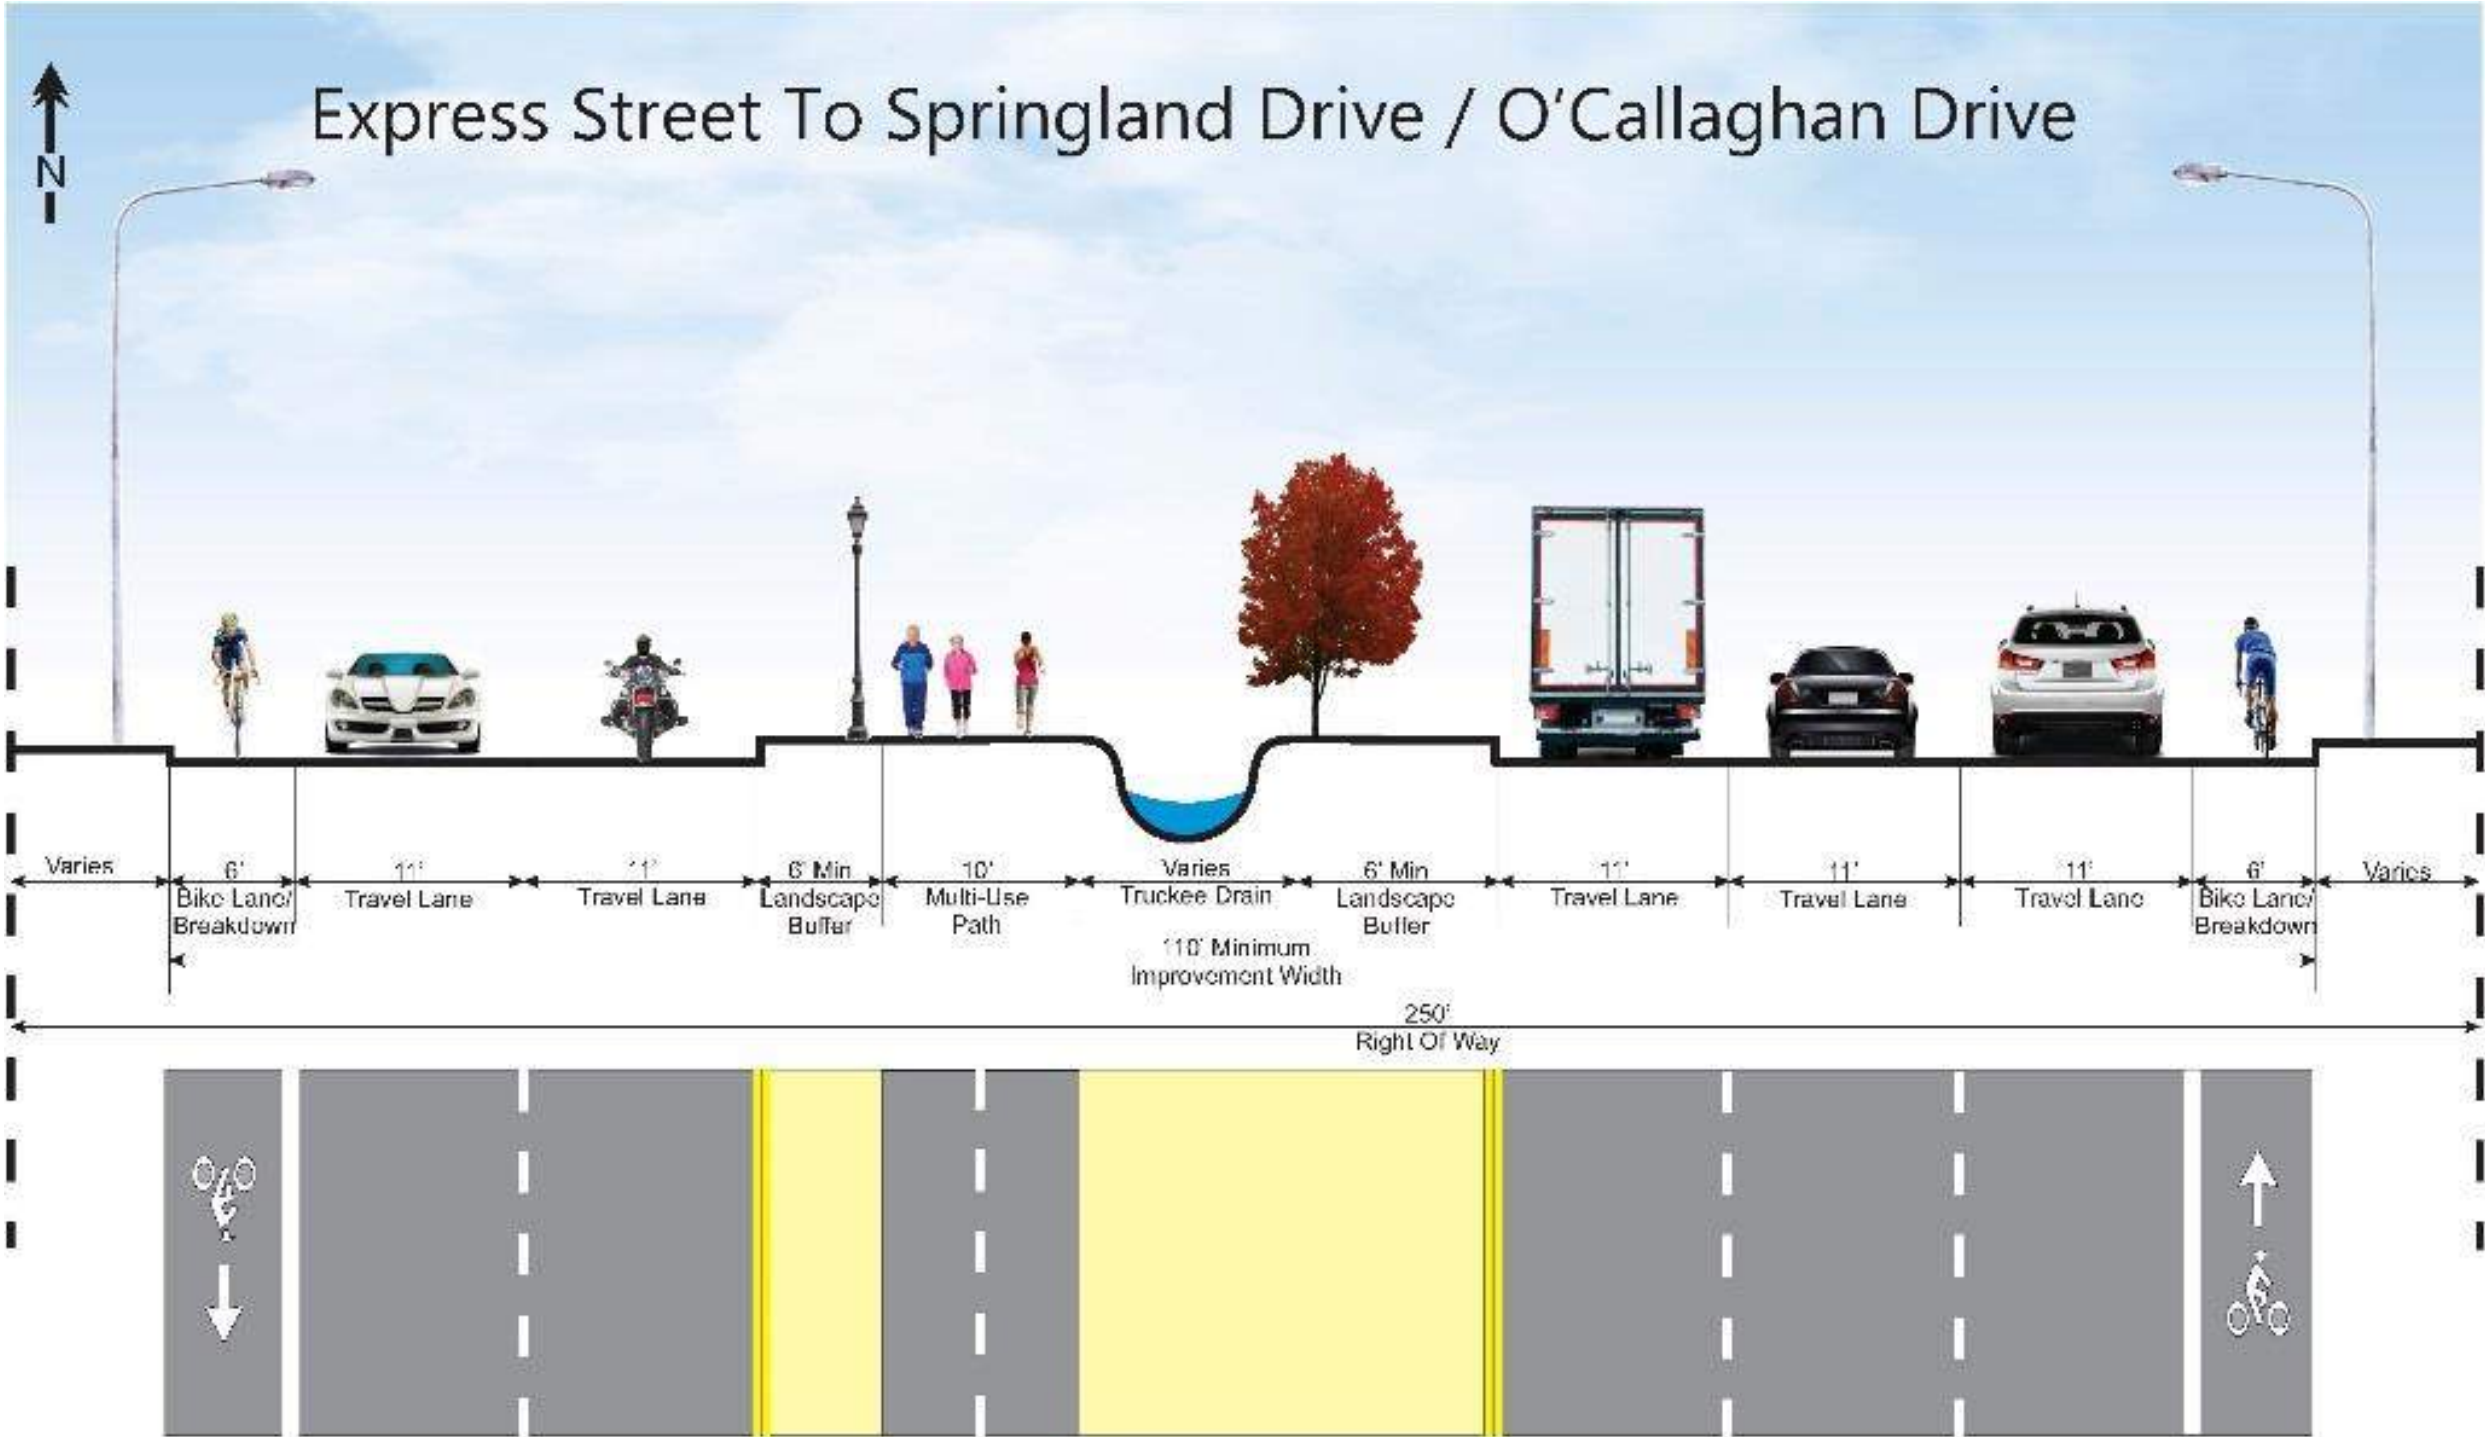 Express Street To Springland Drive / O'Callaghan Drive
N
Varies
6'
Bike Lane/
Breakdown
11'
Travel Lane
11'
Travel Lane
6' Min
Landscape
Buffer
10'
Multi-Use
Path
Varies
Truckee Drain
6' Min
Landscape
Buffer
11'
Travel Lane
11'
Travel Lane
11'
Travel Lane
6'
Bike Lane/
Breakdown
Varies
110' Minimum
Improvement Width
250'
Right Of Way